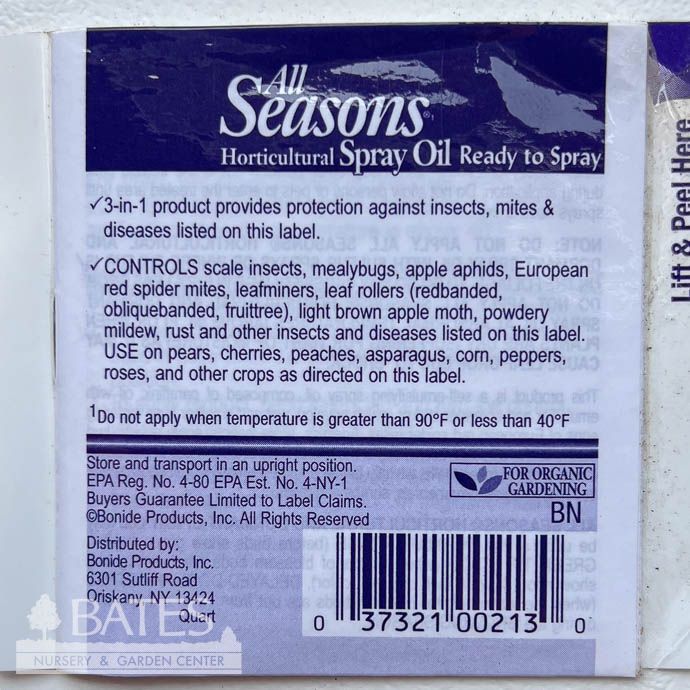 All
Seasons®
Horticultural Spray Oil Ready to Spray
✓3-in-1 product provides protection against insects, mites &
diseases listed on this label.
✓CONTROLS scale insects, mealybugs, apple aphids, European
red spider mites, leafminers, leaf rollers (redbanded,
obliquebanded, fruittree), light brown apple moth, powdery
mildew, rust and other insects and diseases listed on this label.
USE on pears, cherries, peaches, asparagus, corn, peppers,
roses, and other crops as directed on this label.
¹Do not apply when temperature is greater than 90°F or less than 40°F
Store and transport in an upright position.
EPA Reg. No. 4-80 EPA Est. No. 4-NY-1
Buyers Guarantee Limited to Label Claims.
©Bonide Products, Inc. All Rights Reserved
FOR ORGANIC
GARDENING
BN
Distributed by:
Bonide Products, Inc.
6301 Sutliff Road
Oriskany, NY 13424
Quart
0 37321 00213 0
Lift & Peel Here
BATES
NURSERY & GARDEN CENTER